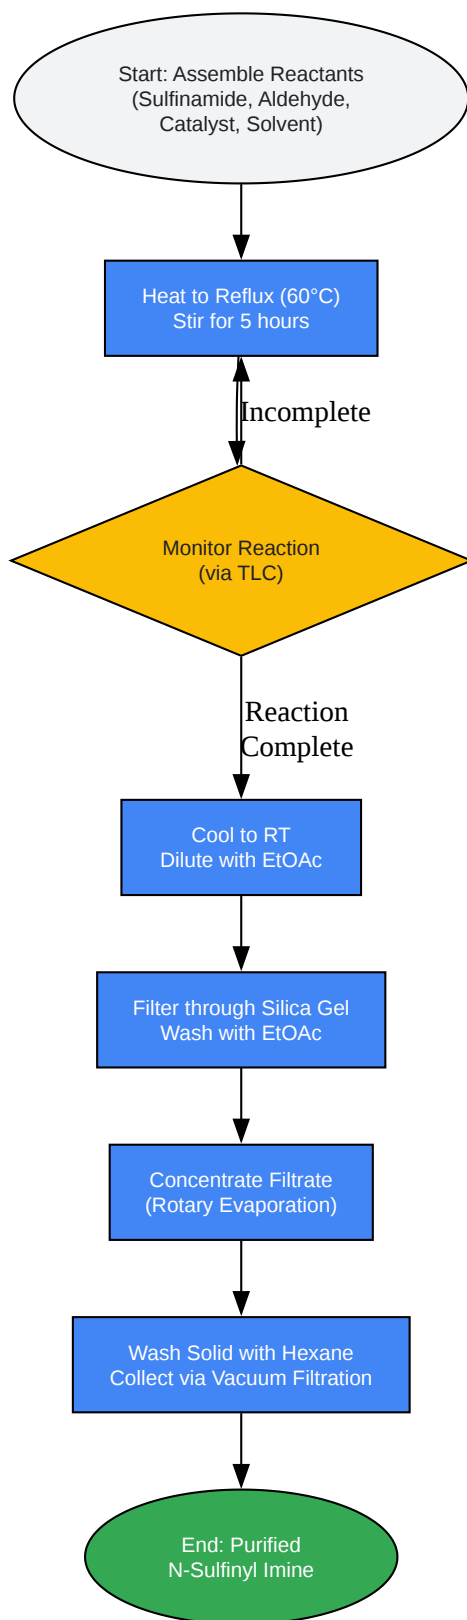 Start: Assemble Reactants
(Sulfinamide, Aldehyde,
Catalyst, Solvent)
Heat to Reflux (60°C)
Stir for 5 hours
Incomplete
Monitor Reaction
(via TLC)
Reaction
Complete
Cool to RT
Dilute with EtOAc
Filter through Silica Gel
Wash with EtOAc
Concentrate Filtrate
(Rotary Evaporation)
Wash Solid with Hexane
Collect via Vacuum Filtration
End: Purified
N-Sulfinyl Imine